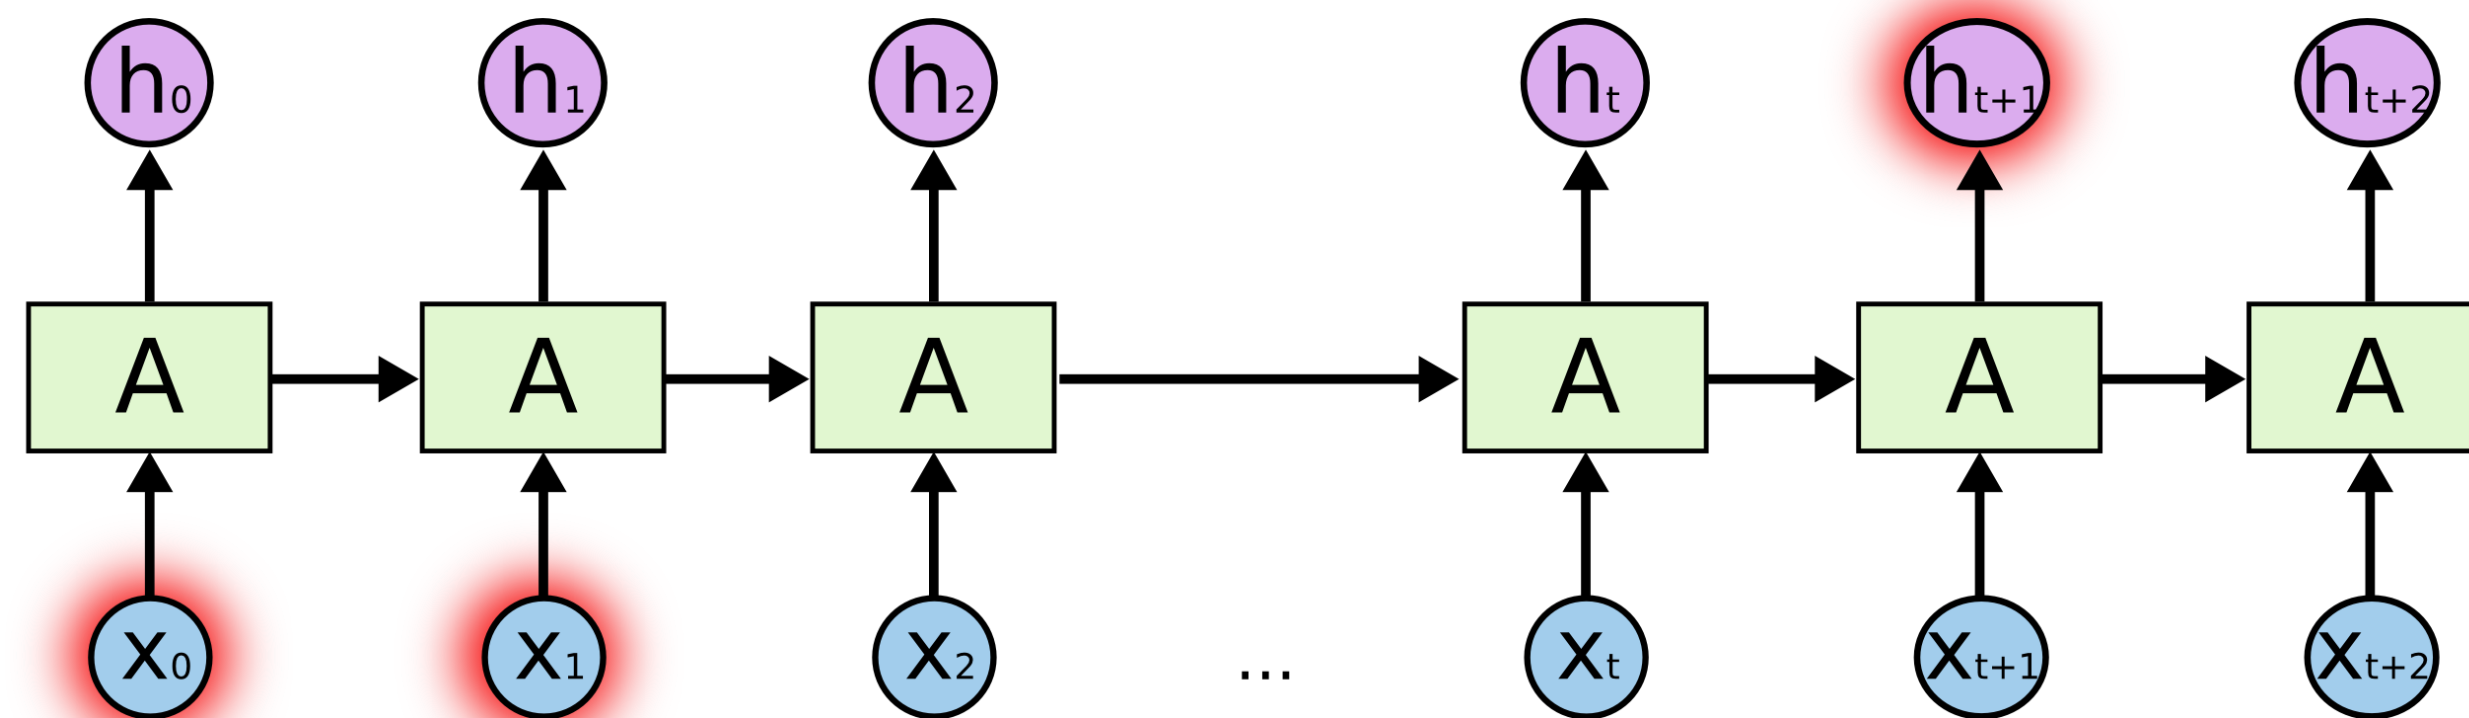 h0 h1 h2 ht ht+1 ht+2
A A A A A A
x0 x1 x2 ... xt xt+1 xt+2